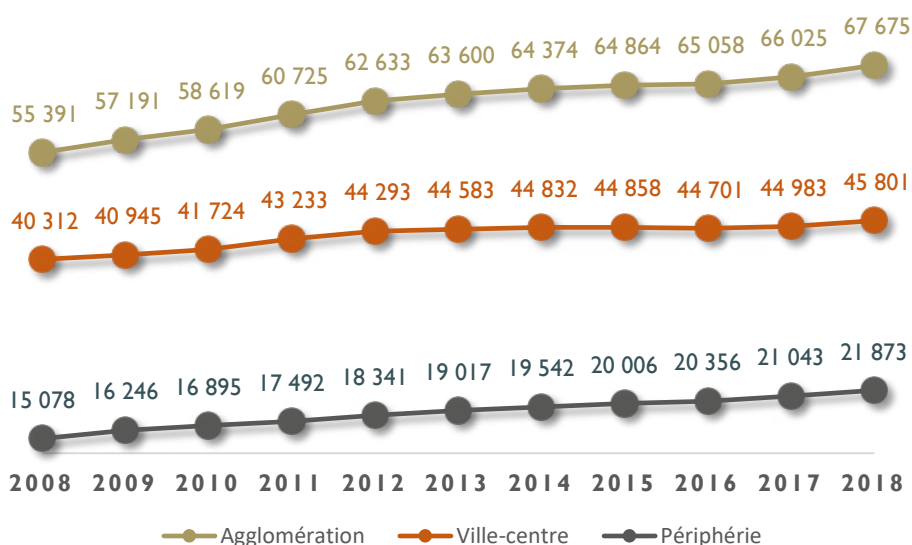 55 391 57 191 58 619 60 725 62 633 63 600 64 374 64 864 65 058 66 025 67 675
40 312 40 945 41 724 43 233 44 293 44 583 44 832 44 858 44 701 44 983 45 801
15 078 16 246 16 895 17 492 18 341 19 017 19 542 20 006 20 356 21 043 21 873
2008 2009 2010 2011 2012 2013 2014 2015 2016 2017 2018
Agglomération Ville-centre Périphérie